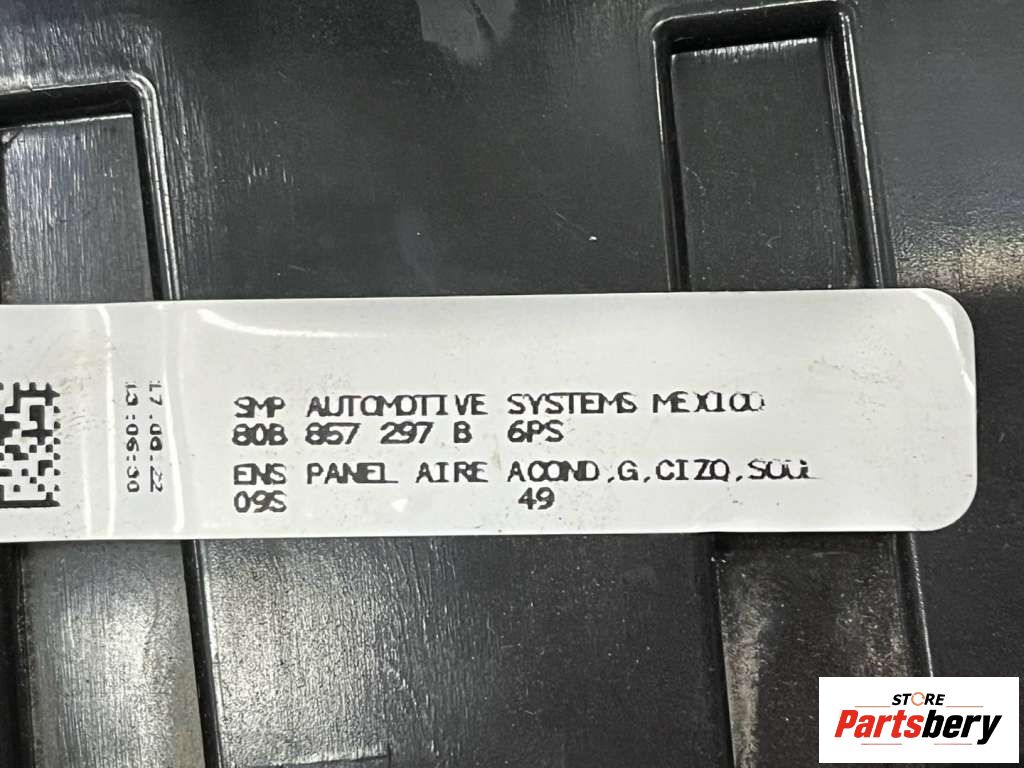 17.08.22
13:06:30
SMP AUTOMOTIVE SYSTEMS MEXICO
80B 857 297 B 6PS
ENS PANEL AIRE ACOND,G,CIZQ,SOUL
09S 49
STORE
Partsbery